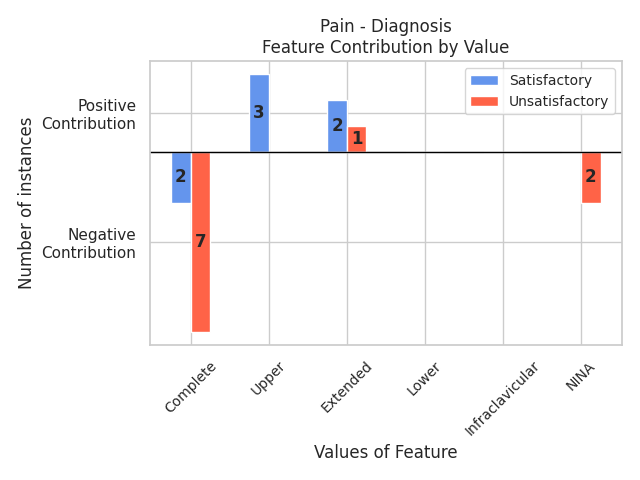 Pain - Diagnosis
Feature Contribution by Value
Satisfactory
Unsatisfactory
Positive
Contribution
Negative
Contribution
Number of instances
3
2
1
2
2
7
Complete
Upper
Extended
Lower
Infraclavicular
NINA
Values of Feature